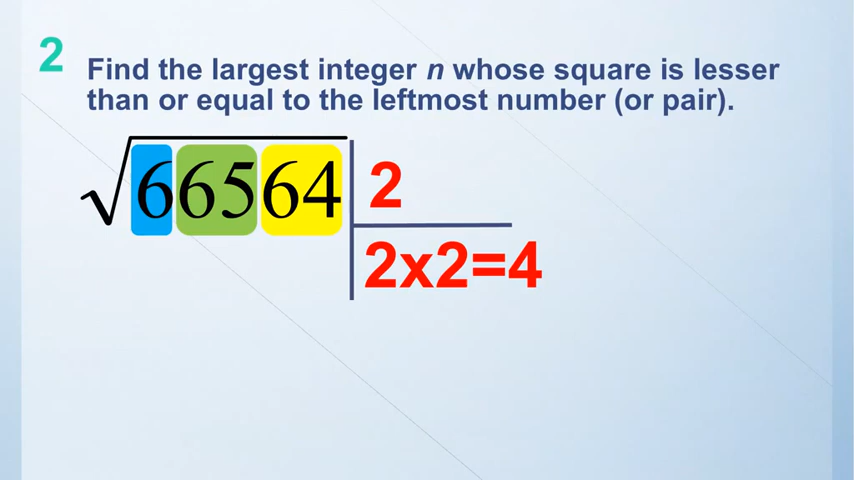 2
Find the largest integer n whose square is lesser
than or equal to the leftmost number (or pair).
√66564 2
2x2=4